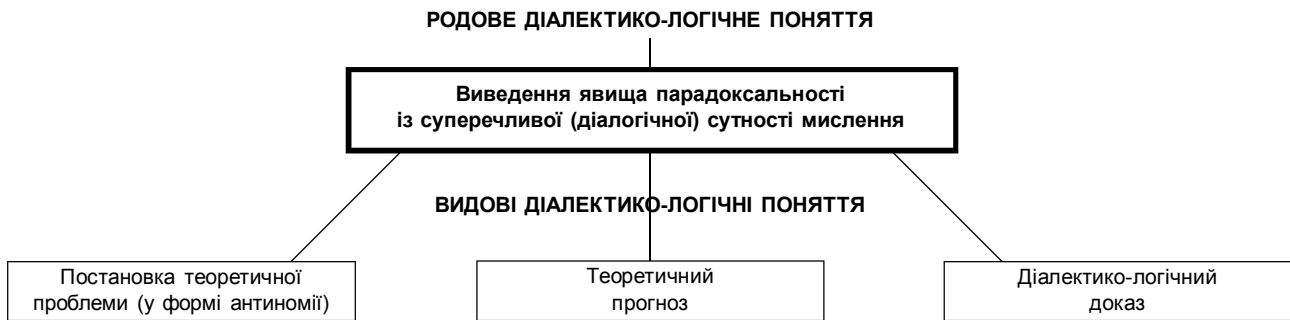 РОДОВЕ ДІАЛЕКТИКО-ЛОГІЧНЕ ПОНЯТТЯ
Виведення явища парадоксальності
із суперечливої (діалогічної) сутності мислення
ВИДОВІ ДІАЛЕКТИКО-ЛОГІЧНІ ПОНЯТТЯ
Постановка теоретичної
проблеми (у формі антиномії)
Теоретичний
прогноз
Діалектико-логічний
доказ